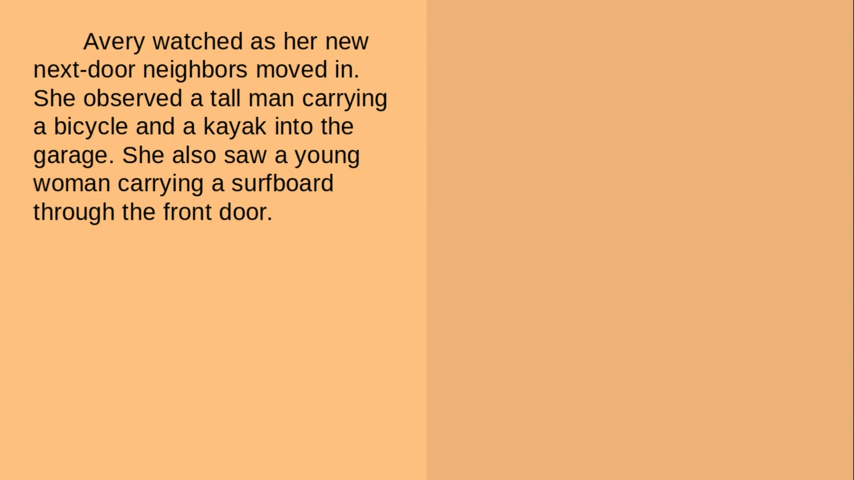 Avery watched as her new
next-door neighbors moved in.
She observed a tall man carrying
a bicycle and a kayak into the
garage. She also saw a young
woman carrying a surfboard
through the front door.